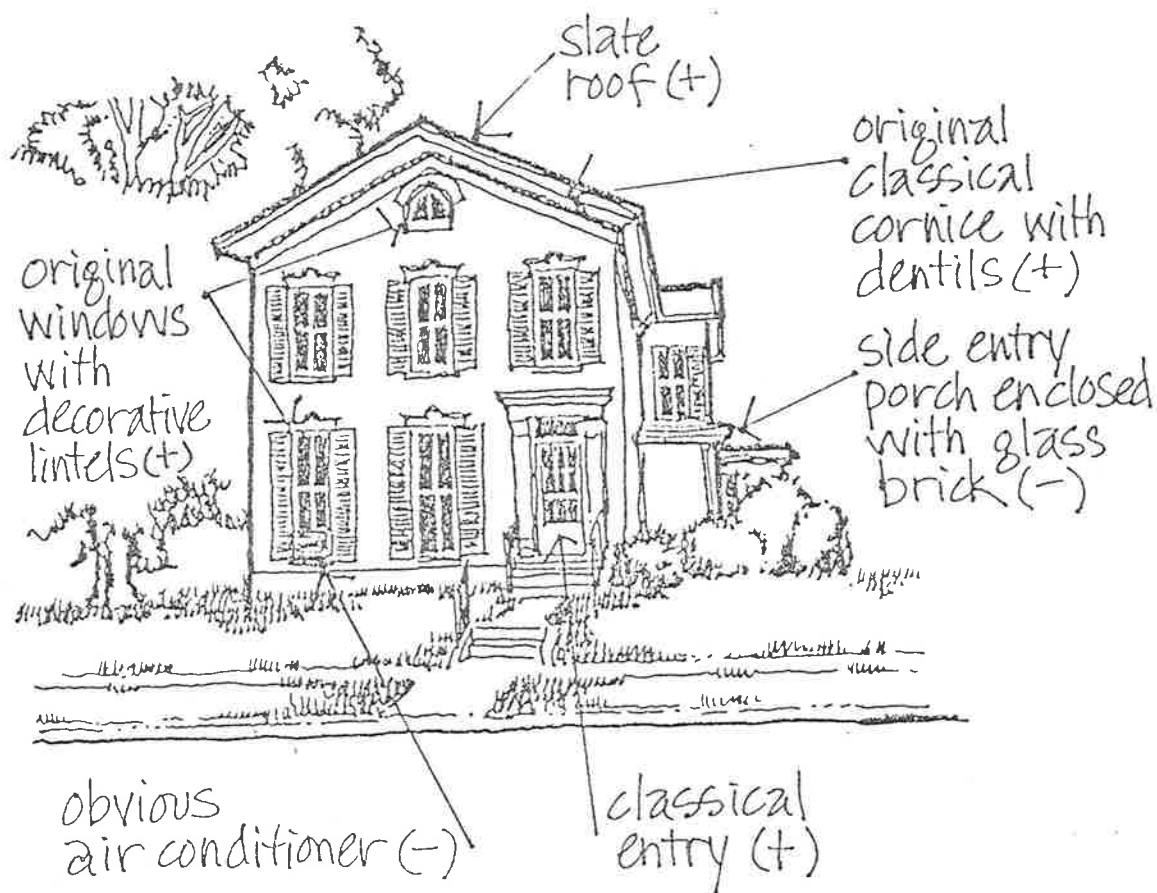 slate
roof (+)
original
classical
cornice with
dentils (+)
original
windows
with
decorative
lintels (+)
side entry
porch enclosed
with glass
brick (-)
obvious
air conditioner (-)
classical
entry (+)